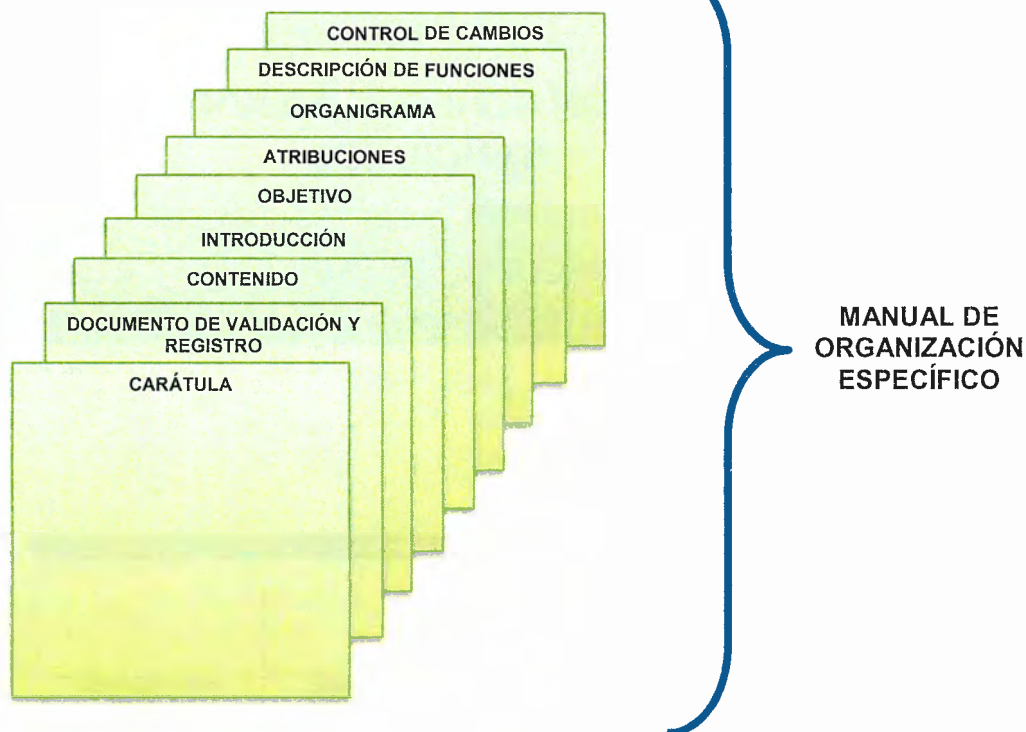 CONTROL DE CAMBIOS
DESCRIPCIÓN DE FUNCIONES
ORGANIGRAMA
ATRIBUCIONES
OBJETIVO
INTRODUCCIÓN
CONTENIDO
DOCUMENTO DE VALIDACIÓN Y
REGISTRO
CARÁTULA
MANUAL DE
ORGANIZACIÓN
ESPECÍFICO